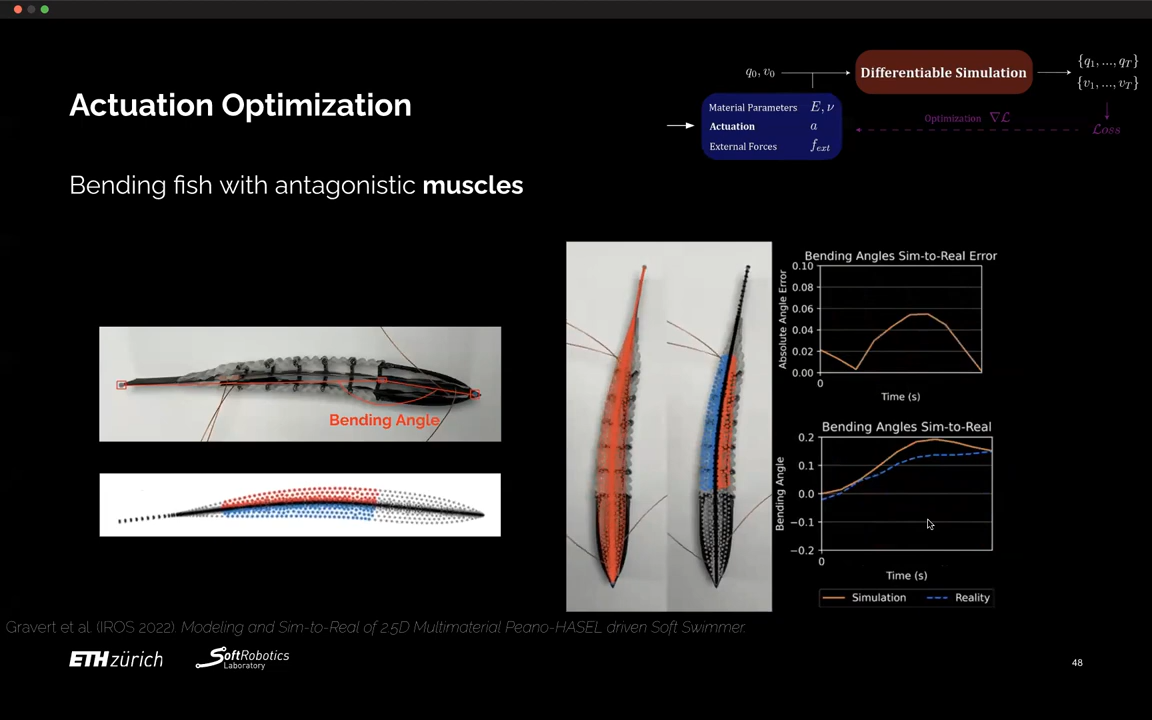 Actuation Optimization
Bending fish with antagonistic muscles
q₀, v₀
Differentiable Simulation
{q₁, ..., q_T}
{v₁, ..., v_T}
Material Parameters E, ν
Actuation a
External Forces f_ext
Optimization ∇ℒ
ℒoss
Bending Angle
Bending Angles Sim-to-Real Error
Absolute Angle Error
0.10
0.08
0.06
0.04
0.02
0.00
0
Time (s)
Bending Angles Sim-to-Real
Bending Angle
0.2
0.1
0.0
−0.1
−0.2
0
Time (s)
Simulation
Reality
Gravert et al. (IROS 2022). Modeling and Sim-to-Real of 2.5D Multimaterial Peano-HASEL driven Soft Swimmer.
ETH zürich
SoftRobotics
Laboratory
48